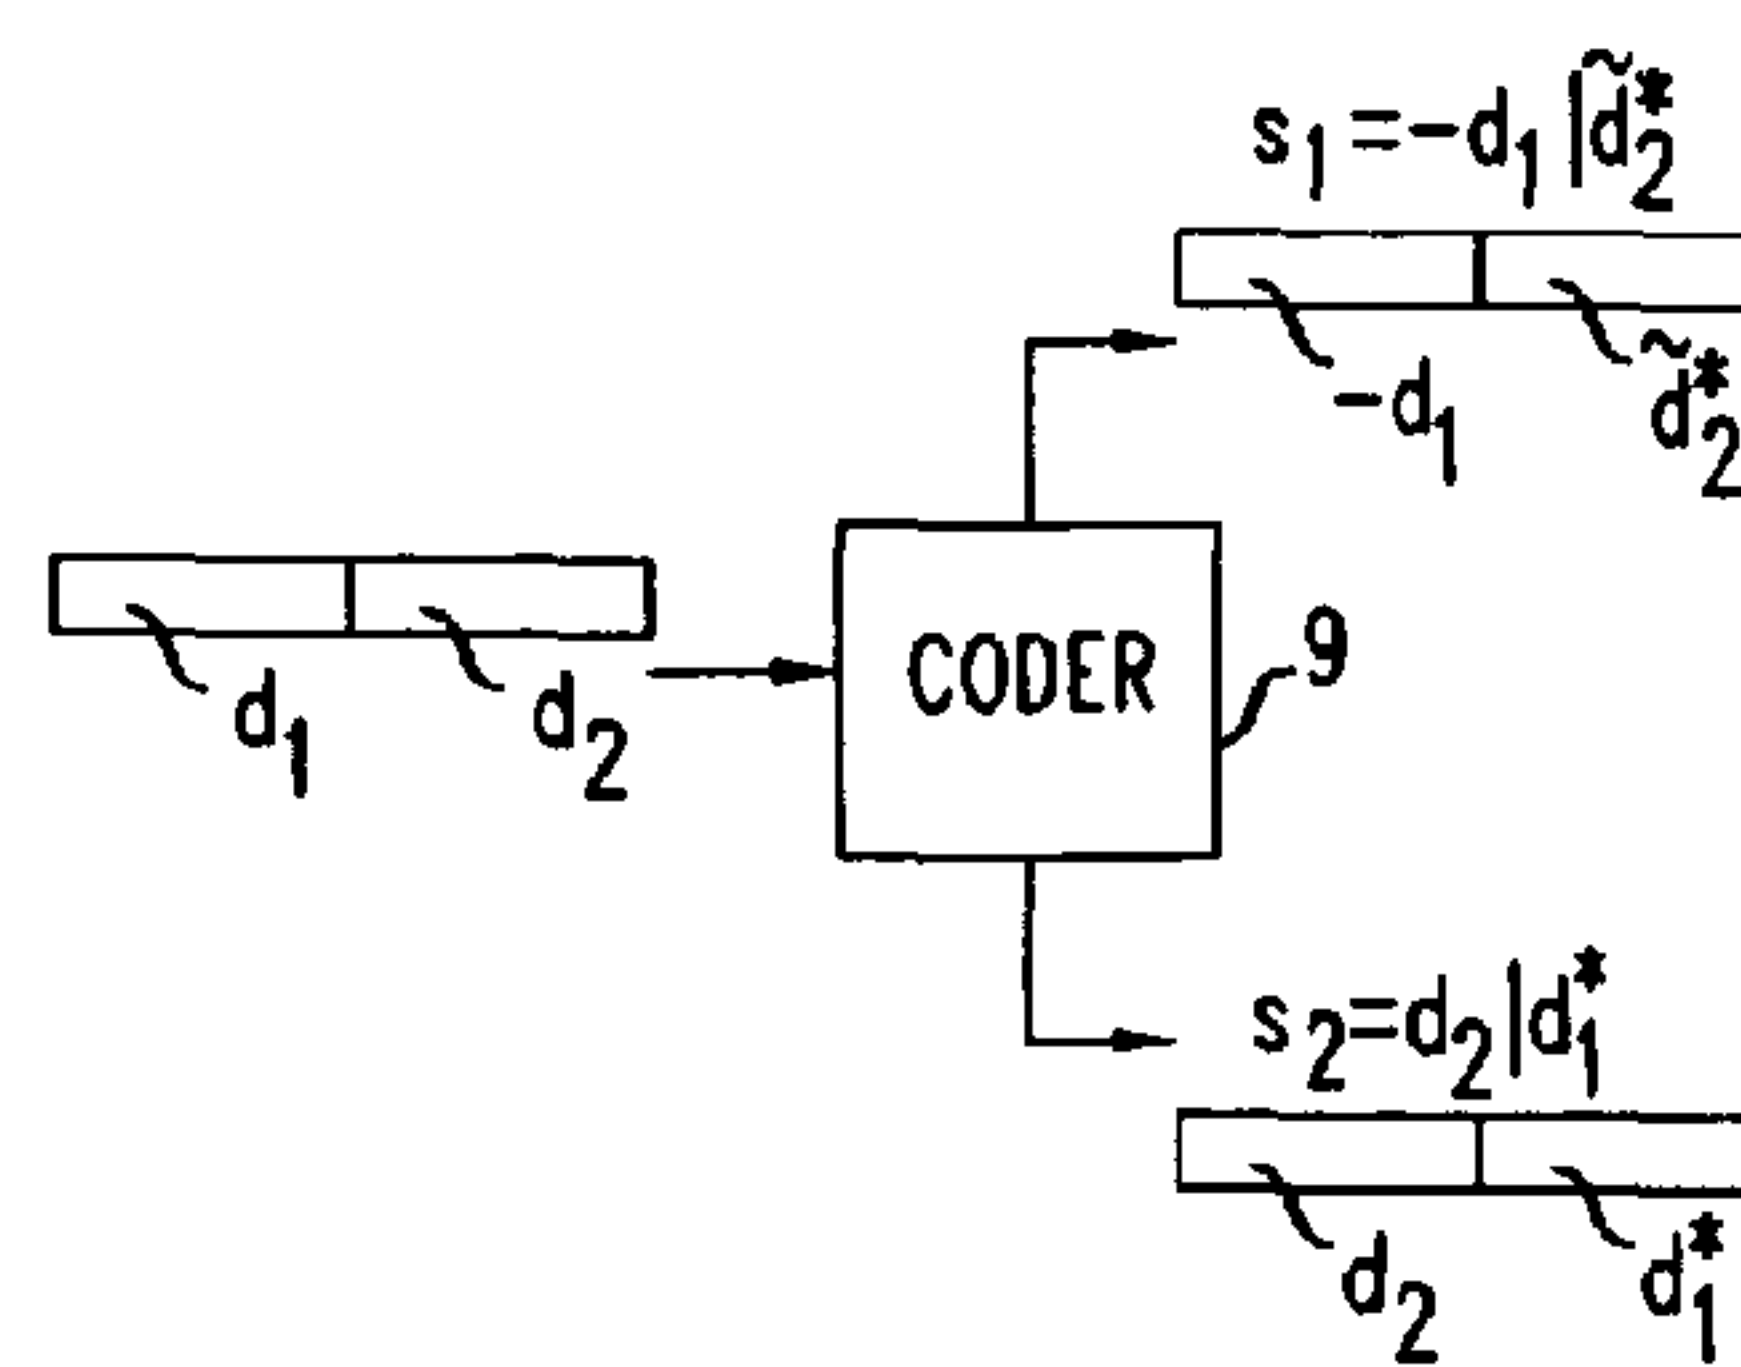 s₁=-d₁|d̃₂*
-d₁ d̃₂*
d₁ d₂
CODER
9
s₂=d₂|d₁*
d₂ d₁*